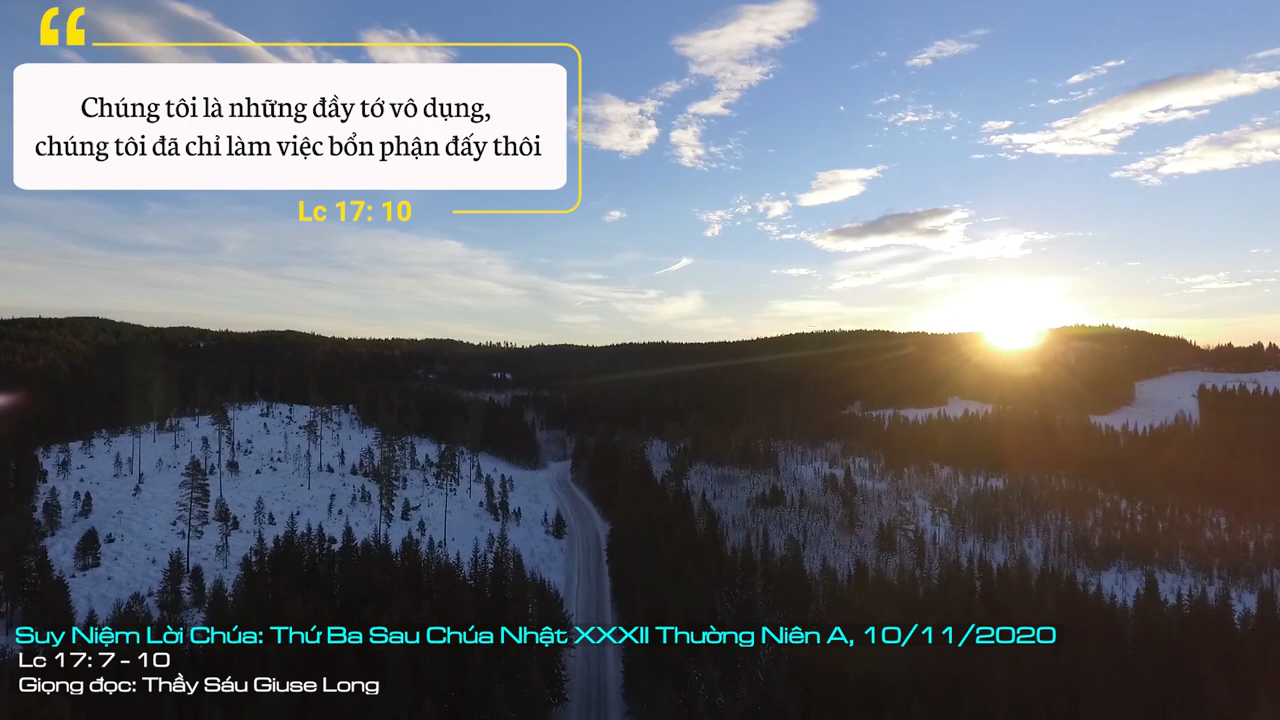 Chúng tôi là những đầy tớ vô dụng,
chúng tôi đã chỉ làm việc bổn phận đấy thôi
Lc 17: 10
Suy Niệm Lời Chúa: Thứ Ba Sau Chúa Nhật XXXII Thường Niên A, 10/11/2020
Lc 17: 7 - 10
Giọng đọc: Thầy Sáu Giuse Long